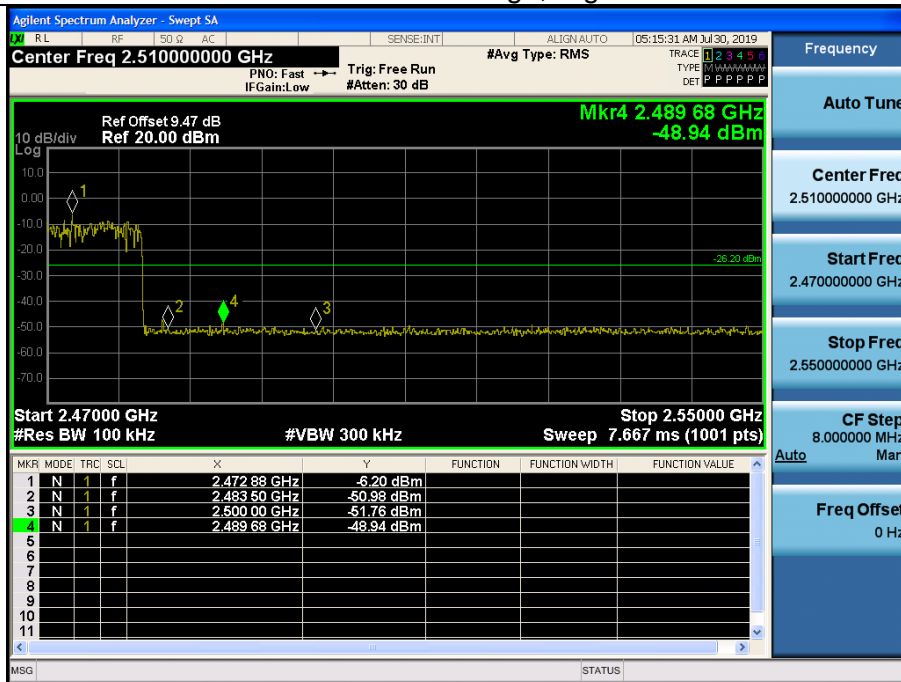 Agilent Spectrum Analyzer - Swept SA
LXI RL RF 50 Ω AC SENSE:INT ALIGN AUTO 05:15:31 AM Jul 30, 2019
Center Freq 2.510000000 GHz
PNO: Fast
IFGain:Low
Trig: Free Run
#Atten: 30 dB
#Avg Type: RMS
TRACE 1 2 3 4 5 6
TYPE M WWWWW
DET P P P P P P
Frequency
Auto Tune
Center Freq
2.510000000 GHz
Start Freq
2.470000000 GHz
Stop Freq
2.550000000 GHz
CF Step
8.000000 MHz
Auto Man
Freq Offset
0 Hz
Mkr4 2.489 68 GHz
-48.94 dBm
Ref Offset 9.47 dB
10 dB/div Ref 20.00 dBm
Log
10.0
0.00
-10.0
-20.0
-30.0
-40.0
-50.0
-60.0
-70.0
1
2
4
3
-26.20 dBm
Start 2.47000 GHz Stop 2.55000 GHz
#Res BW 100 kHz #VBW 300 kHz Sweep 7.667 ms (1001 pts)
MKR MODE TRC SCL X Y FUNCTION FUNCTION WIDTH FUNCTION VALUE
1 N 1 f 2.472 88 GHz -6.20 dBm
2 N 1 f 2.483 50 GHz -50.98 dBm
3 N 1 f 2.500 00 GHz -51.76 dBm
4 N 1 f 2.489 68 GHz -48.94 dBm
5
6
7
8
9
10
11
MSG STATUS